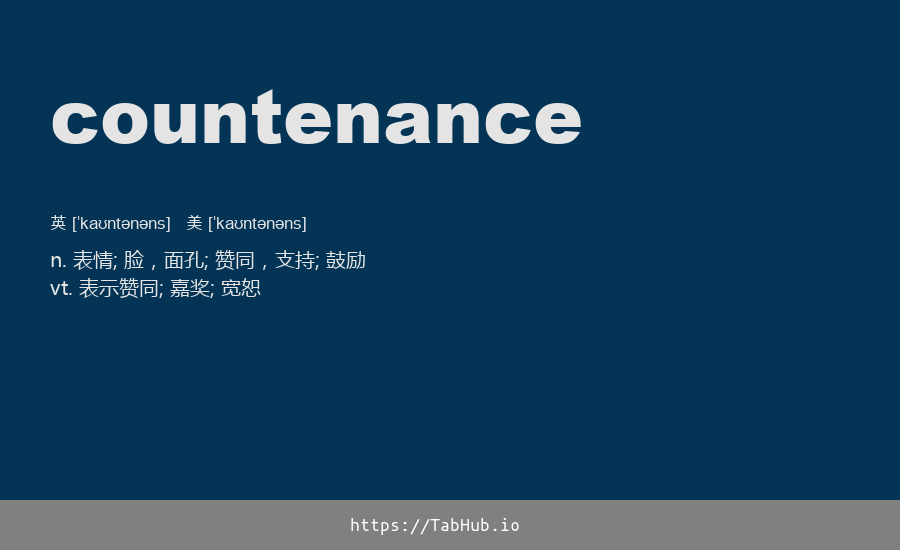 countenance
英 [ˈkaʊntənəns] 美 [ˈkaʊntənəns]
n. 表情; 脸，面孔; 赞同，支持; 鼓励
vt. 表示赞同; 嘉奖; 宽恕
https://TabHub.io